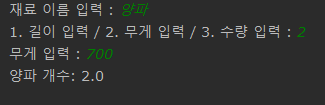 재료 이름 입력 : 양파
1. 길이 입력 / 2. 무게 입력 / 3. 수량 입력 : 2
무게 입력 : 700
양파 개수: 2.0